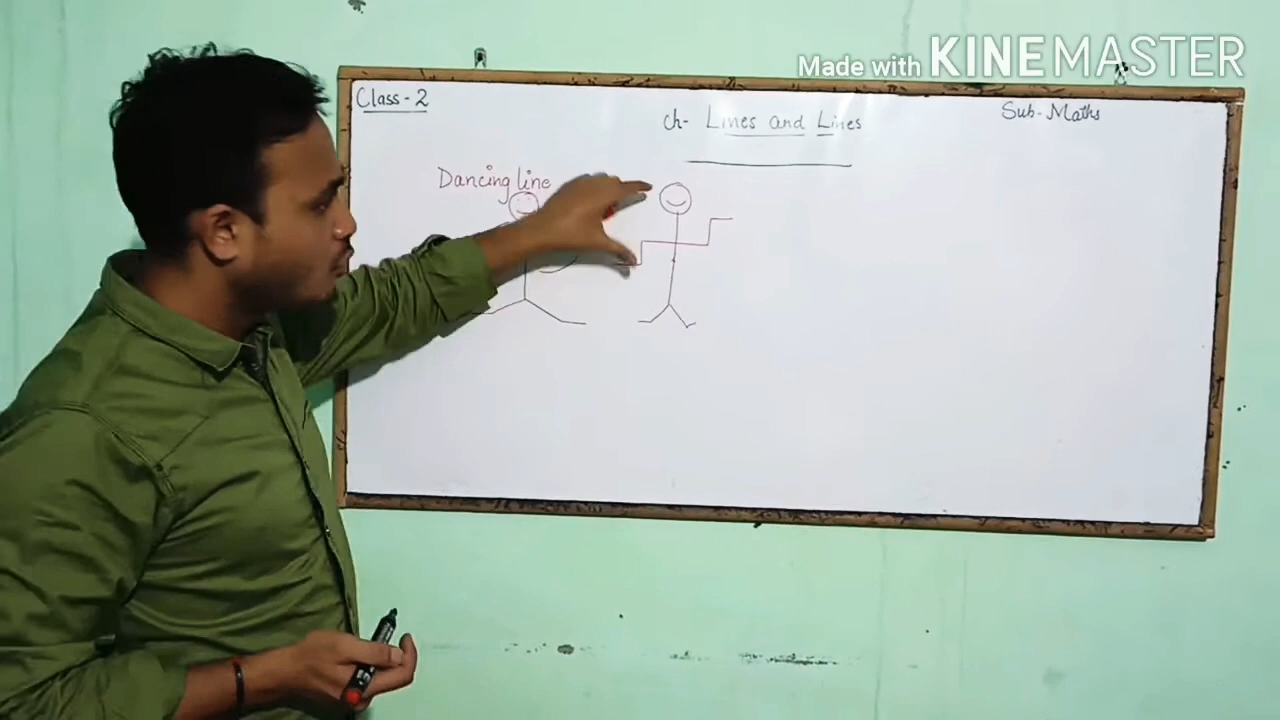 Made with KINEMASTER
Class - 2
Ch- Lines and Lines
Sub- Maths
Dancing line